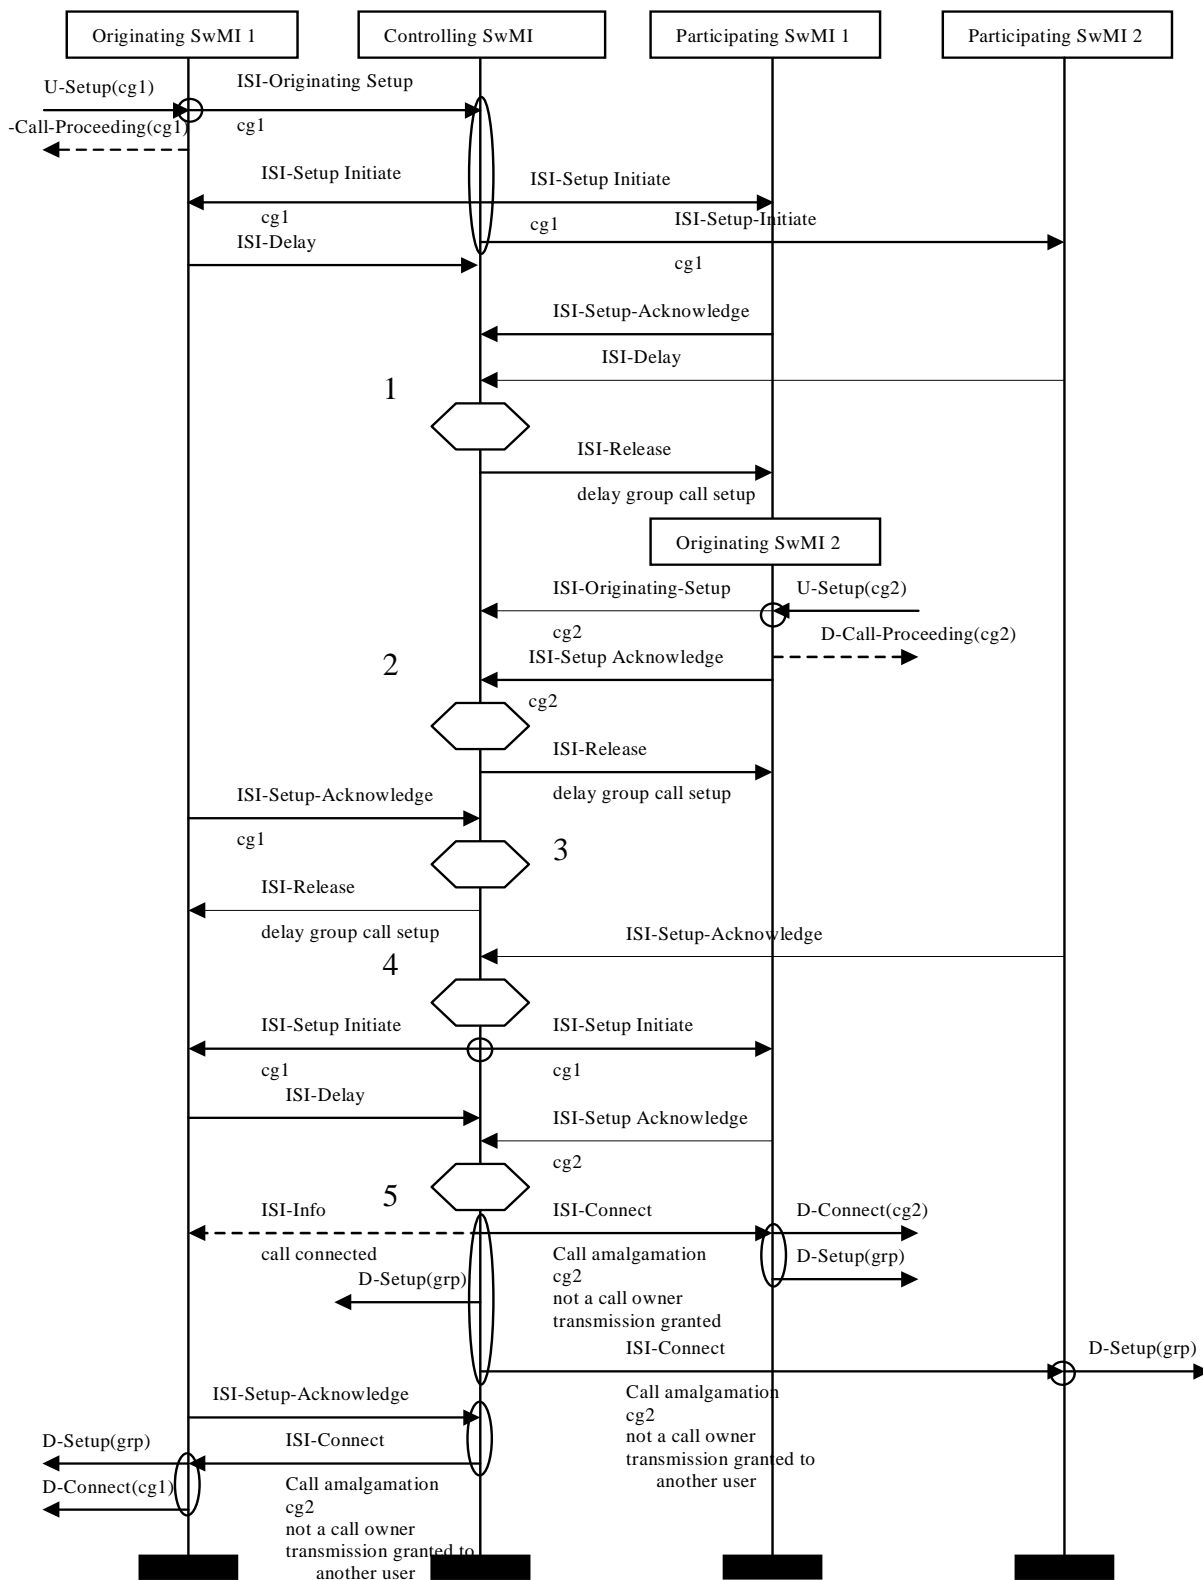 Originating SwMI 1
Controlling SwMI
Participating SwMI 1
Participating SwMI 2
U-Setup(cg1)
ISI-Originating Setup
cg1
-Call-Proceeding(cg1)
ISI-Setup Initiate
ISI-Setup Initiate
cg1
cg1
ISI-Setup-Initiate
ISI-Delay
cg1
ISI-Setup-Acknowledge
ISI-Delay
1
ISI-Release
delay group call setup
Originating SwMI 2
ISI-Originating-Setup
U-Setup(cg2)
cg2
D-Call-Proceeding(cg2)
ISI-Setup Acknowledge
2
cg2
ISI-Release
delay group call setup
ISI-Setup-Acknowledge
cg1
3
ISI-Release
delay group call setup
ISI-Setup-Acknowledge
4
ISI-Setup Initiate
ISI-Setup Initiate
cg1
cg1
ISI-Delay
ISI-Setup Acknowledge
cg2
5
ISI-Info
ISI-Connect
D-Connect(cg2)
call connected
Call amalgamation
D-Setup(grp)
cg2
D-Setup(grp)
not a call owner
transmission granted
ISI-Connect
D-Setup(grp)
ISI-Setup-Acknowledge
Call amalgamation
cg2
not a call owner
transmission granted to
another user
D-Setup(grp)
ISI-Connect
D-Connect(cg1)
Call amalgamation
cg2
not a call owner
transmission granted to
another user